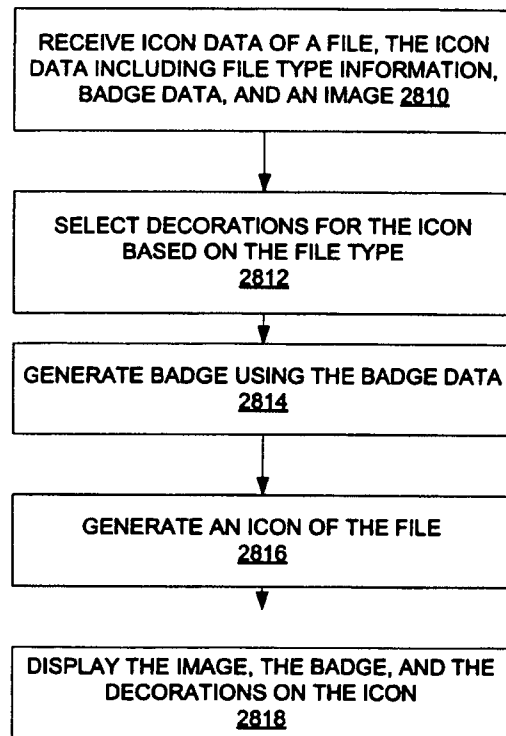 RECEIVE ICON DATA OF A FILE, THE ICON
DATA INCLUDING FILE TYPE INFORMATION,
BADGE DATA, AND AN IMAGE 2810
SELECT DECORATIONS FOR THE ICON
BASED ON THE FILE TYPE
2812
GENERATE BADGE USING THE BADGE DATA
2814
GENERATE AN ICON OF THE FILE
2816
DISPLAY THE IMAGE, THE BADGE, AND THE
DECORATIONS ON THE ICON
2818